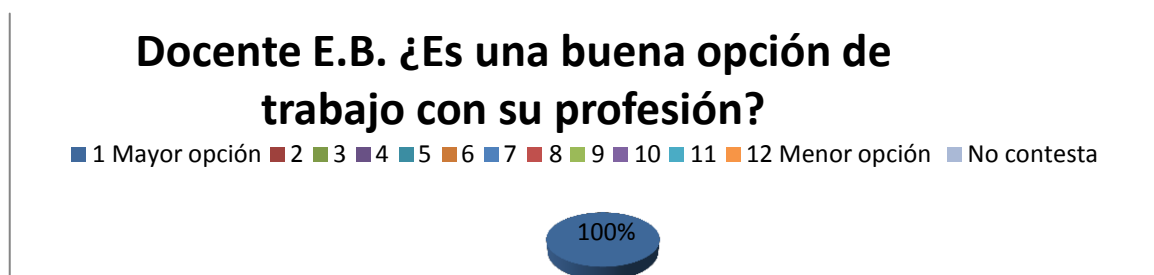 Docente E.B. ¿Es una buena opción de
trabajo con su profesión?
1 Mayor opción 2 3 4 5 6 7 8 9 10 11 12 Menor opción No contesta
100%